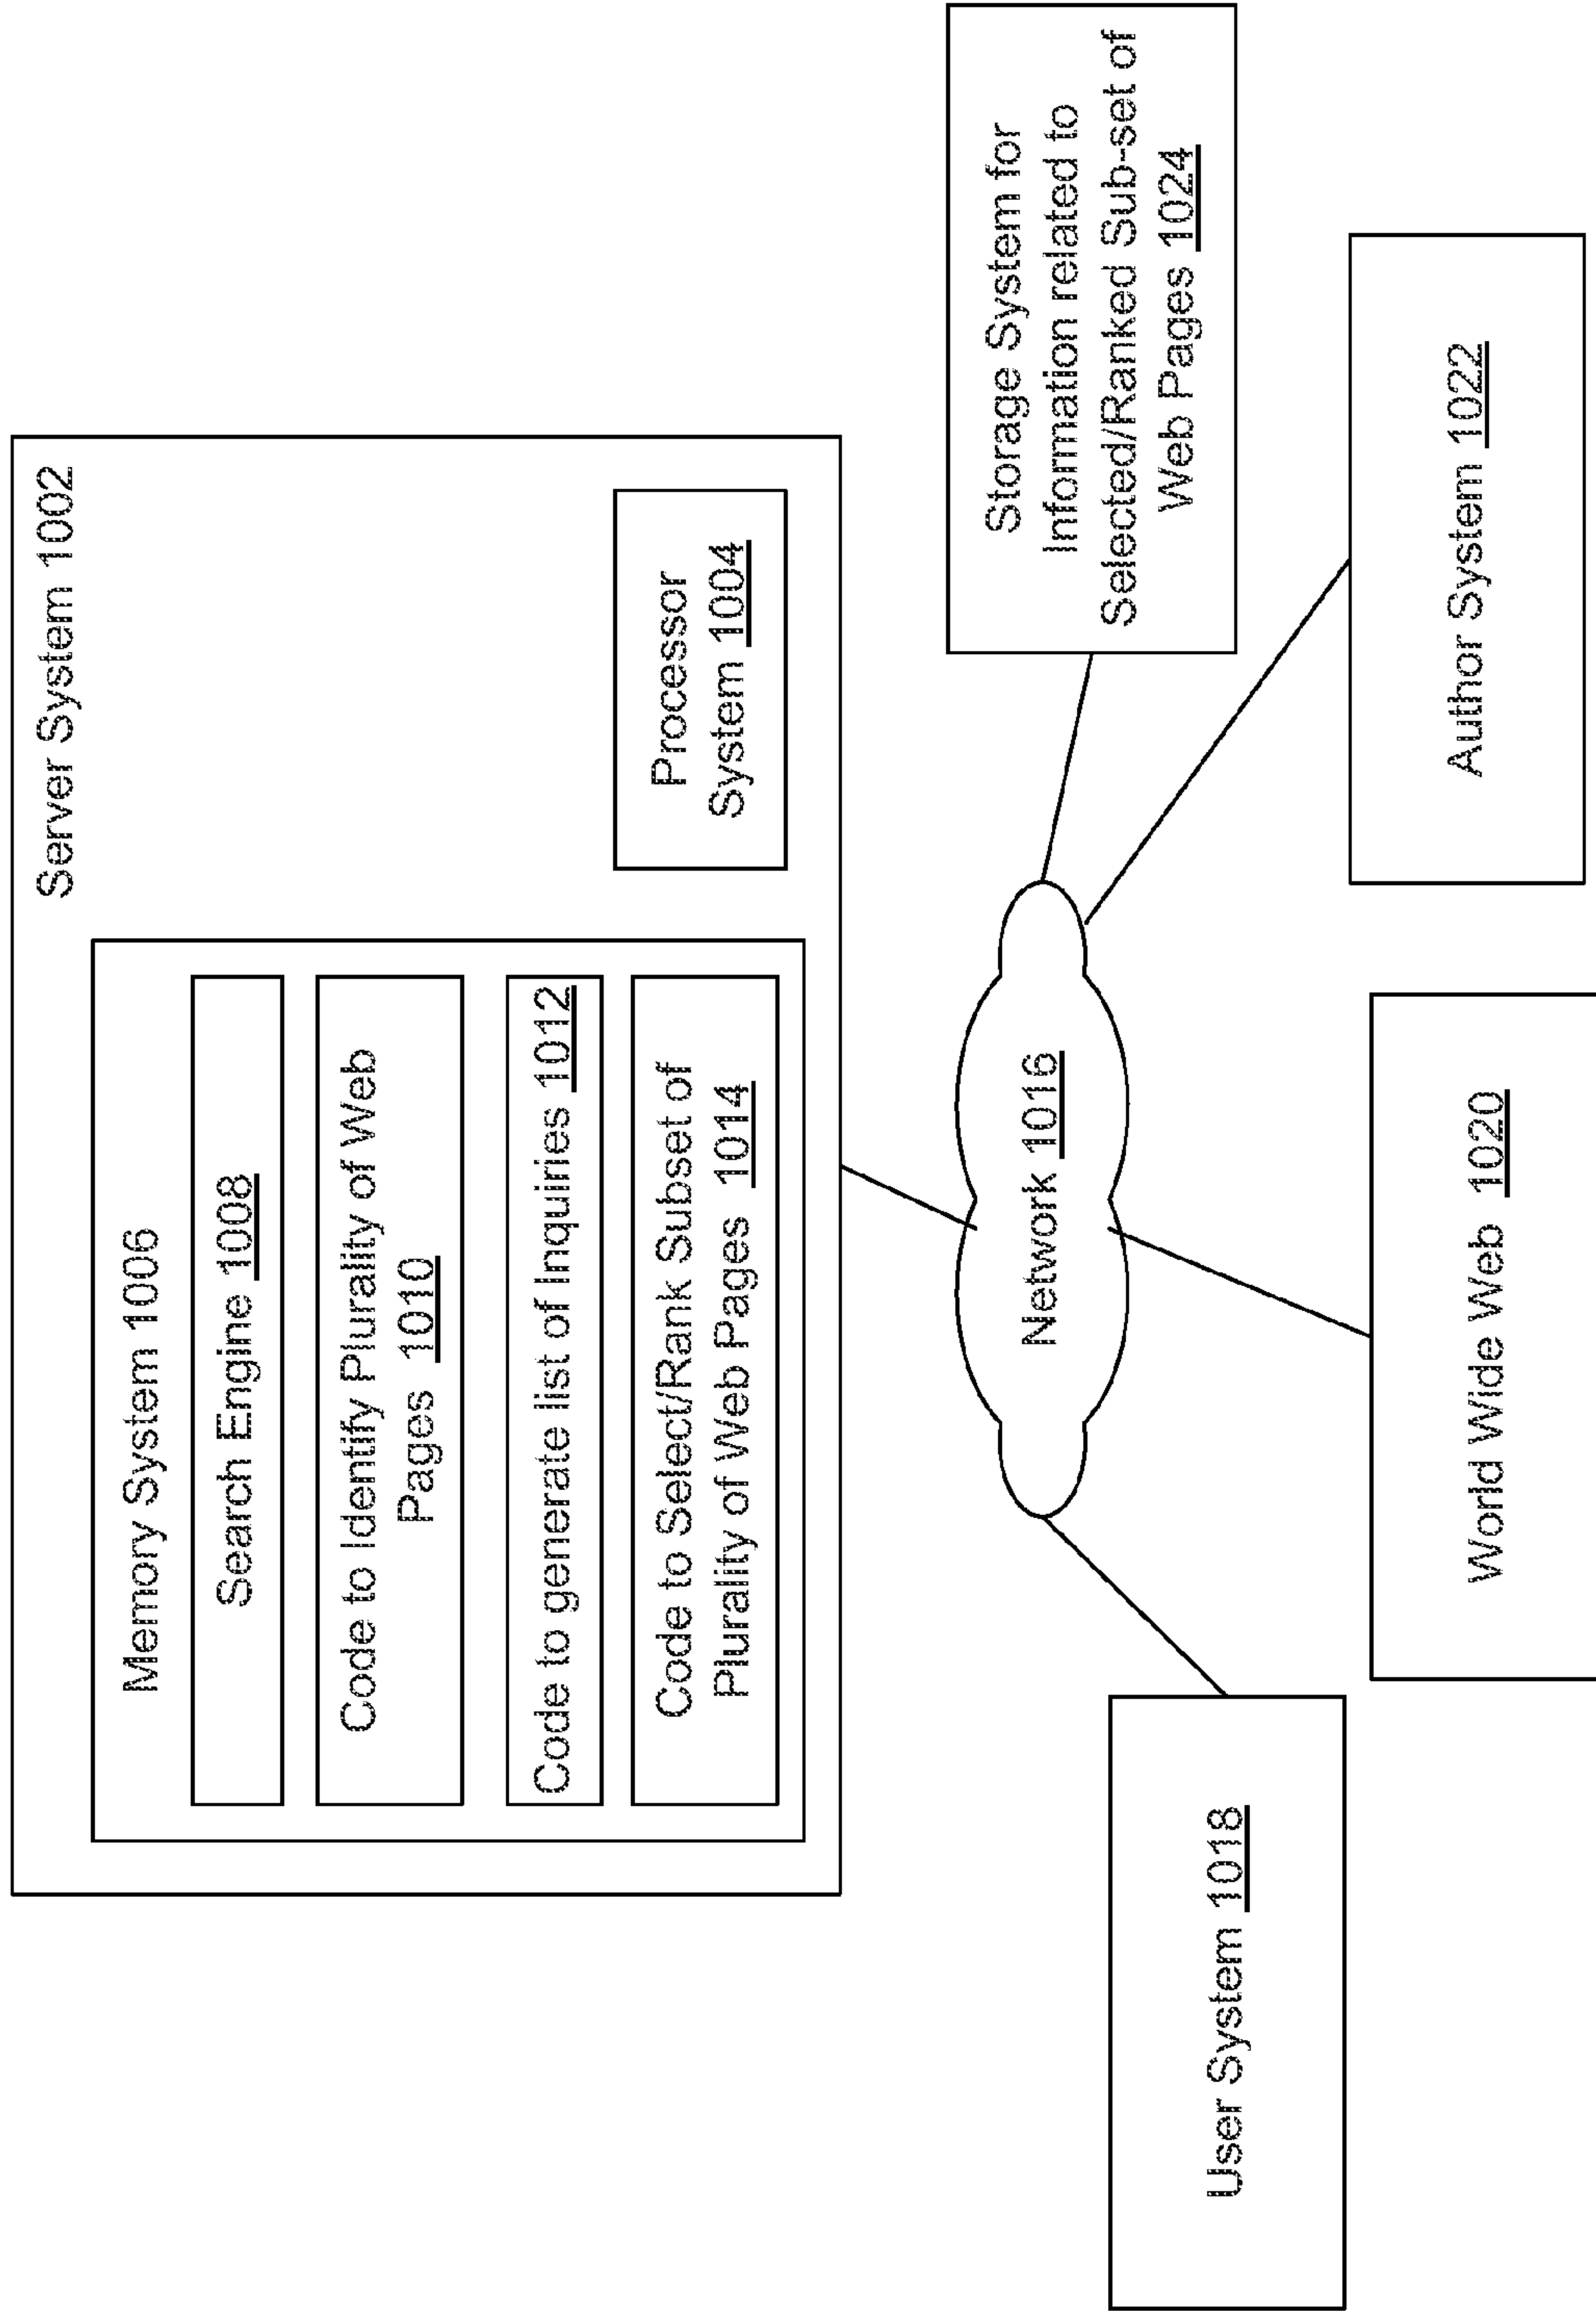 Server System 1002
Memory System 1006
Search Engine 1008
Code to Identify Plurality of Web
Pages 1010
Code to generate list of Inquiries 1012
Code to Select/Rank Subset of
Plurality of Web Pages 1014
Processor
System 1004
Network 1016
Storage System for
Information related to
Selected/Ranked Sub-set of
Web Pages 1024
User System 1018
World Wide Web 1020
Author System 1022